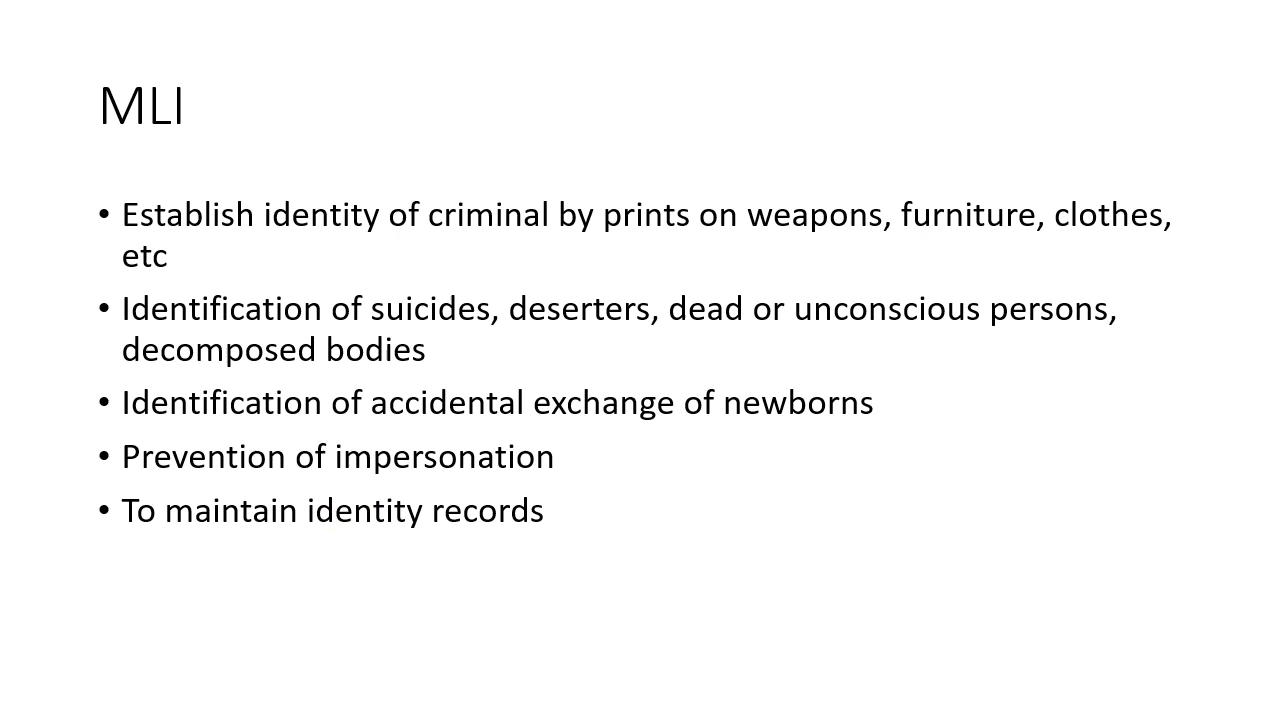 MLI
• Establish identity of criminal by prints on weapons, furniture, clothes,
etc
• Identification of suicides, deserters, dead or unconscious persons,
decomposed bodies
• Identification of accidental exchange of newborns
• Prevention of impersonation
• To maintain identity records